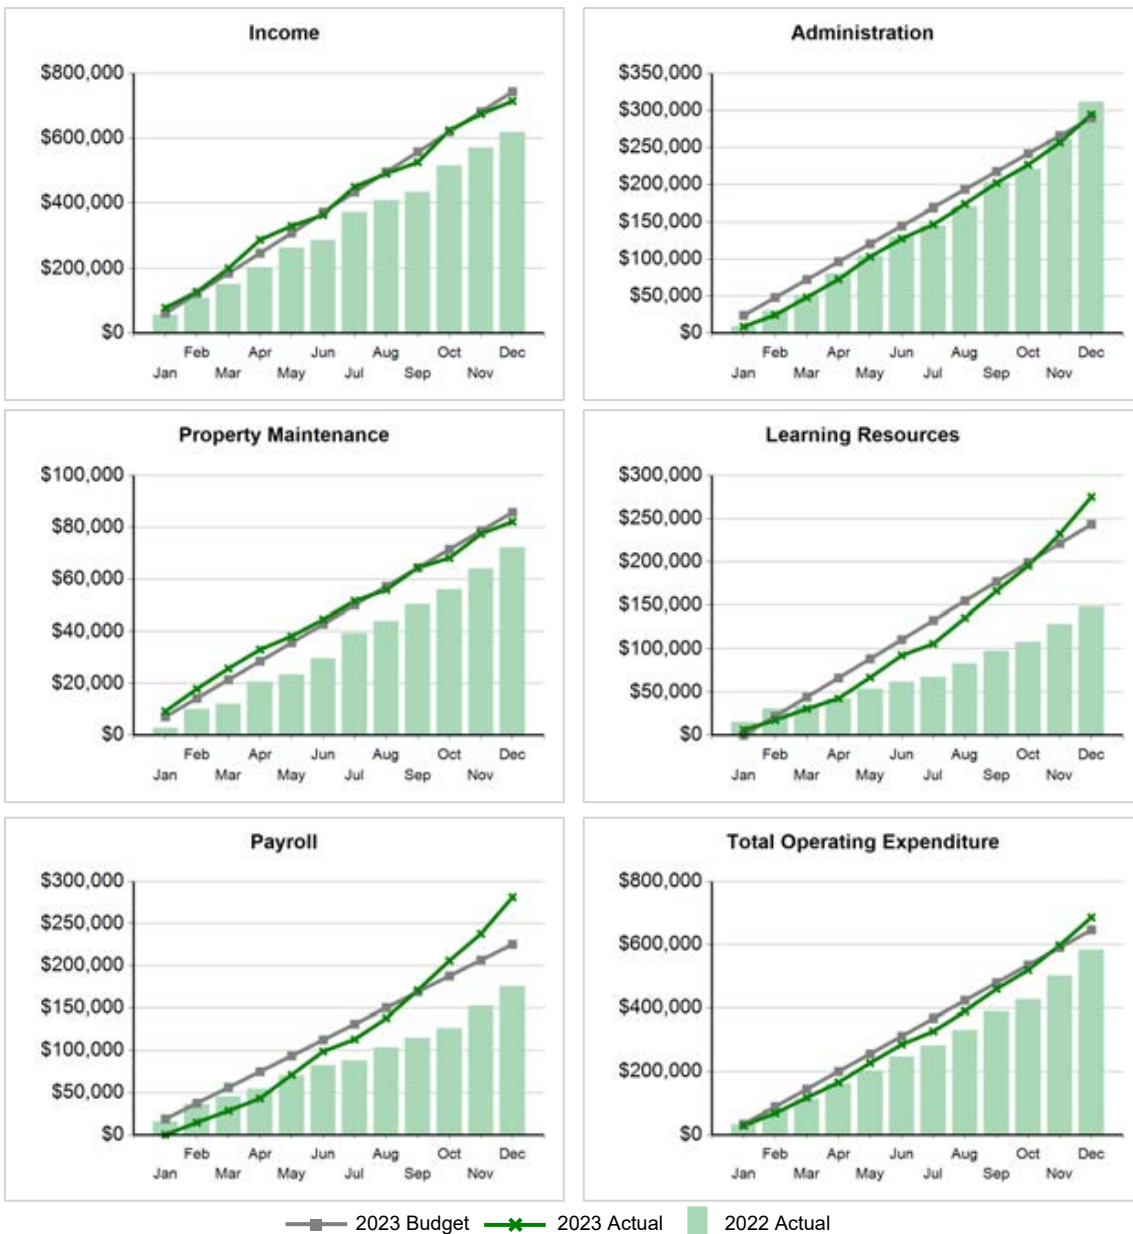 Income
$800,000
$600,000
$400,000
$200,000
$0
Feb Apr Jun Aug Oct Dec
Jan Mar May Jul Sep Nov
Administration
$350,000
$300,000
$250,000
$200,000
$150,000
$100,000
$50,000
$0
Feb Apr Jun Aug Oct Dec
Jan Mar May Jul Sep Nov
Property Maintenance
$100,000
$80,000
$60,000
$40,000
$20,000
$0
Feb Apr Jun Aug Oct Dec
Jan Mar May Jul Sep Nov
Learning Resources
$300,000
$250,000
$200,000
$150,000
$100,000
$50,000
$0
Feb Apr Jun Aug Oct Dec
Jan Mar May Jul Sep Nov
Payroll
$300,000
$250,000
$200,000
$150,000
$100,000
$50,000
$0
Feb Apr Jun Aug Oct Dec
Jan Mar May Jul Sep Nov
Total Operating Expenditure
$800,000
$600,000
$400,000
$200,000
$0
Feb Apr Jun Aug Oct Dec
Jan Mar May Jul Sep Nov
2023 Budget 2023 Actual 2022 Actual